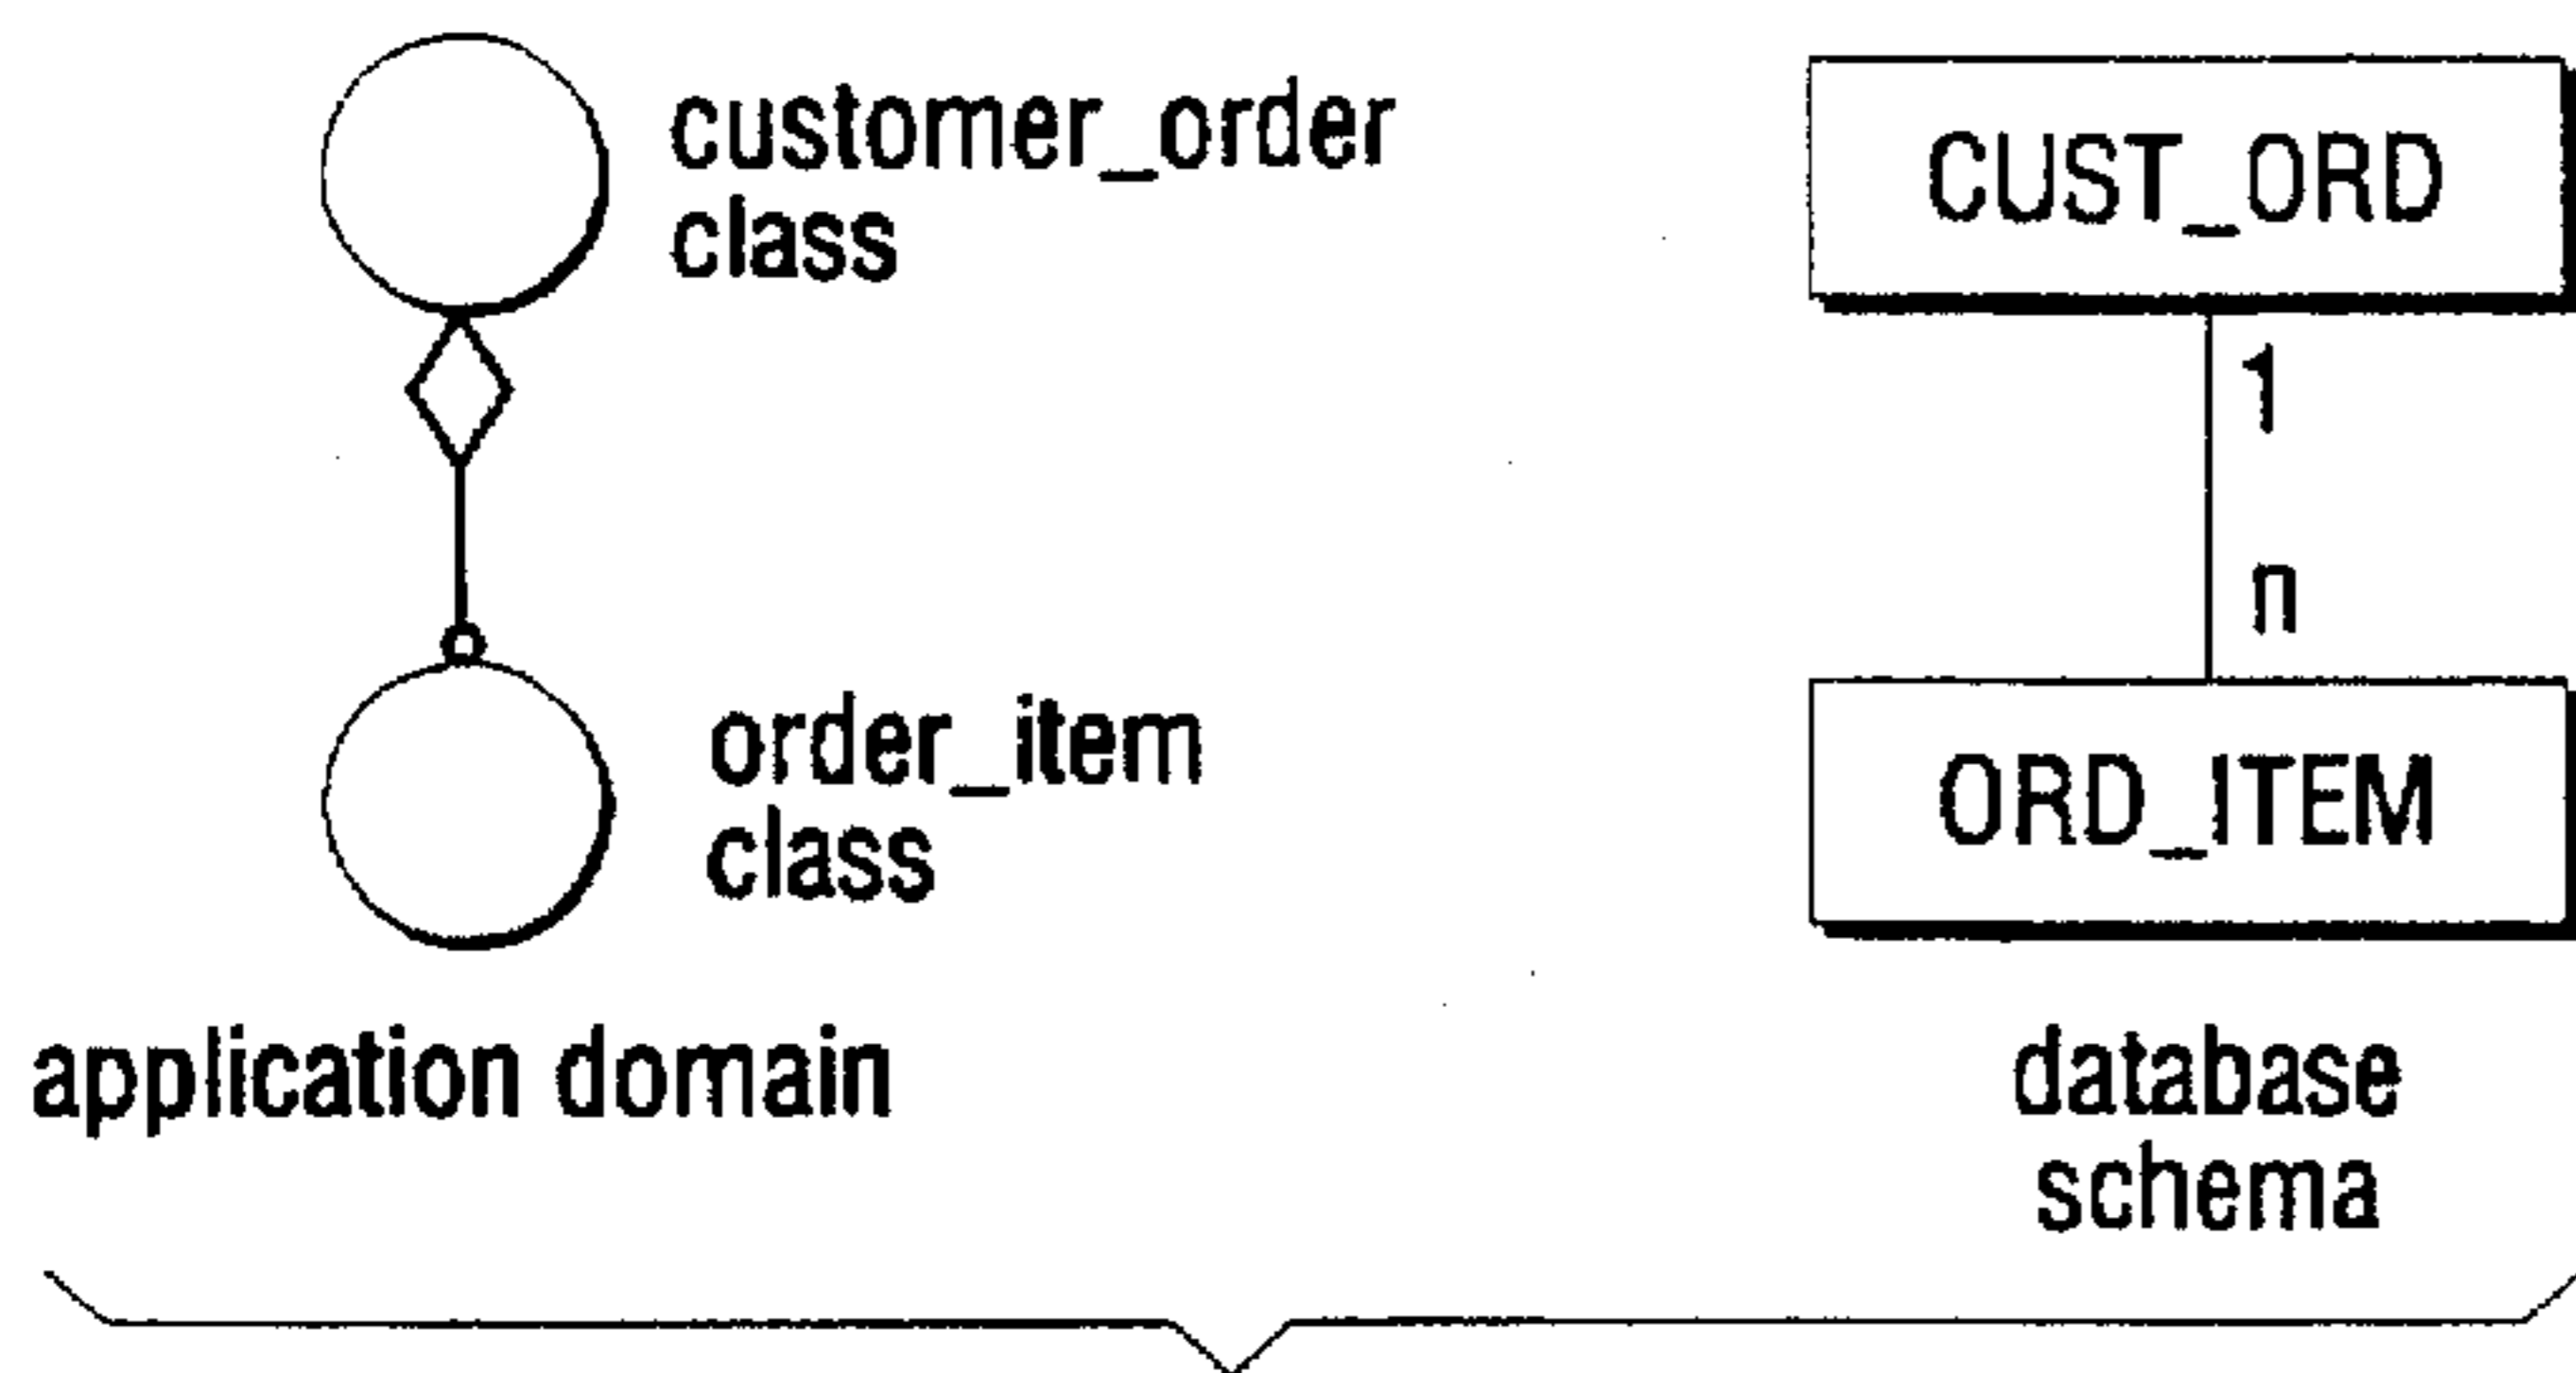 customer_order
class
CUST_ORD
1
n
order_item
class
ORD_ITEM
application domain
database
schema